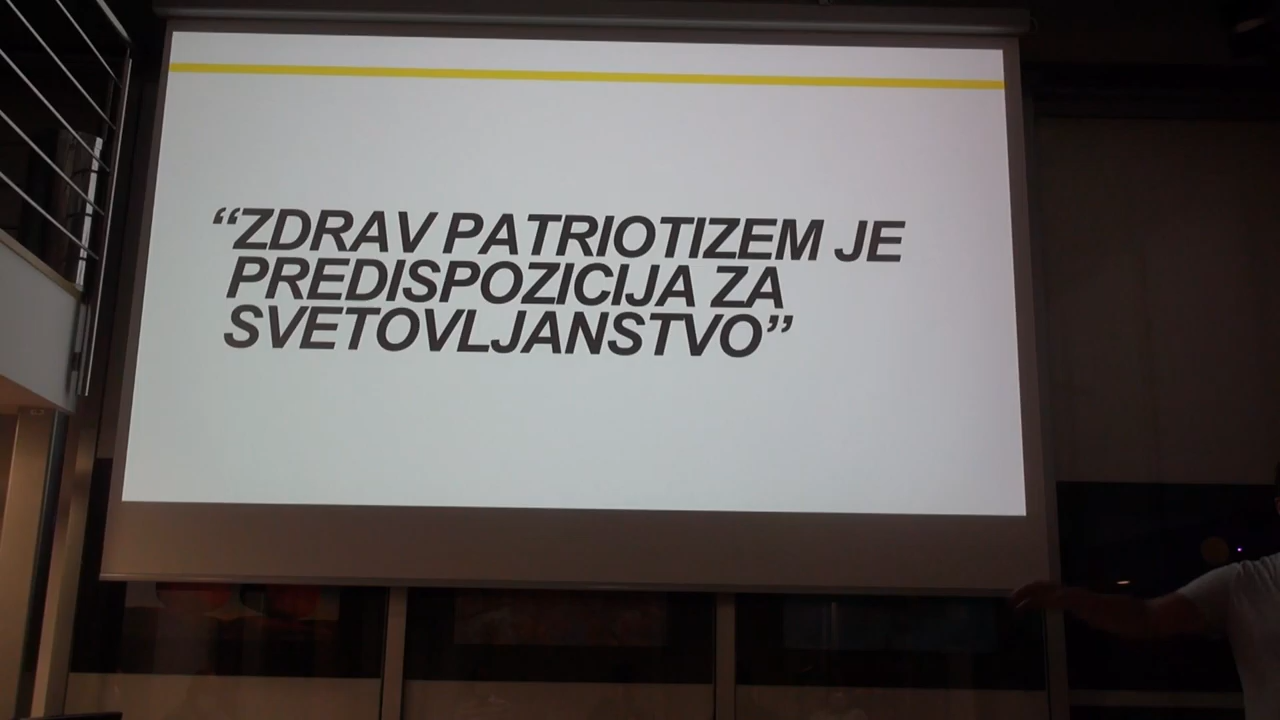 “ZDRAV PATRIOTIZEM JE
PREDISPOZICIJA ZA
SVETOVLJANSTVO”